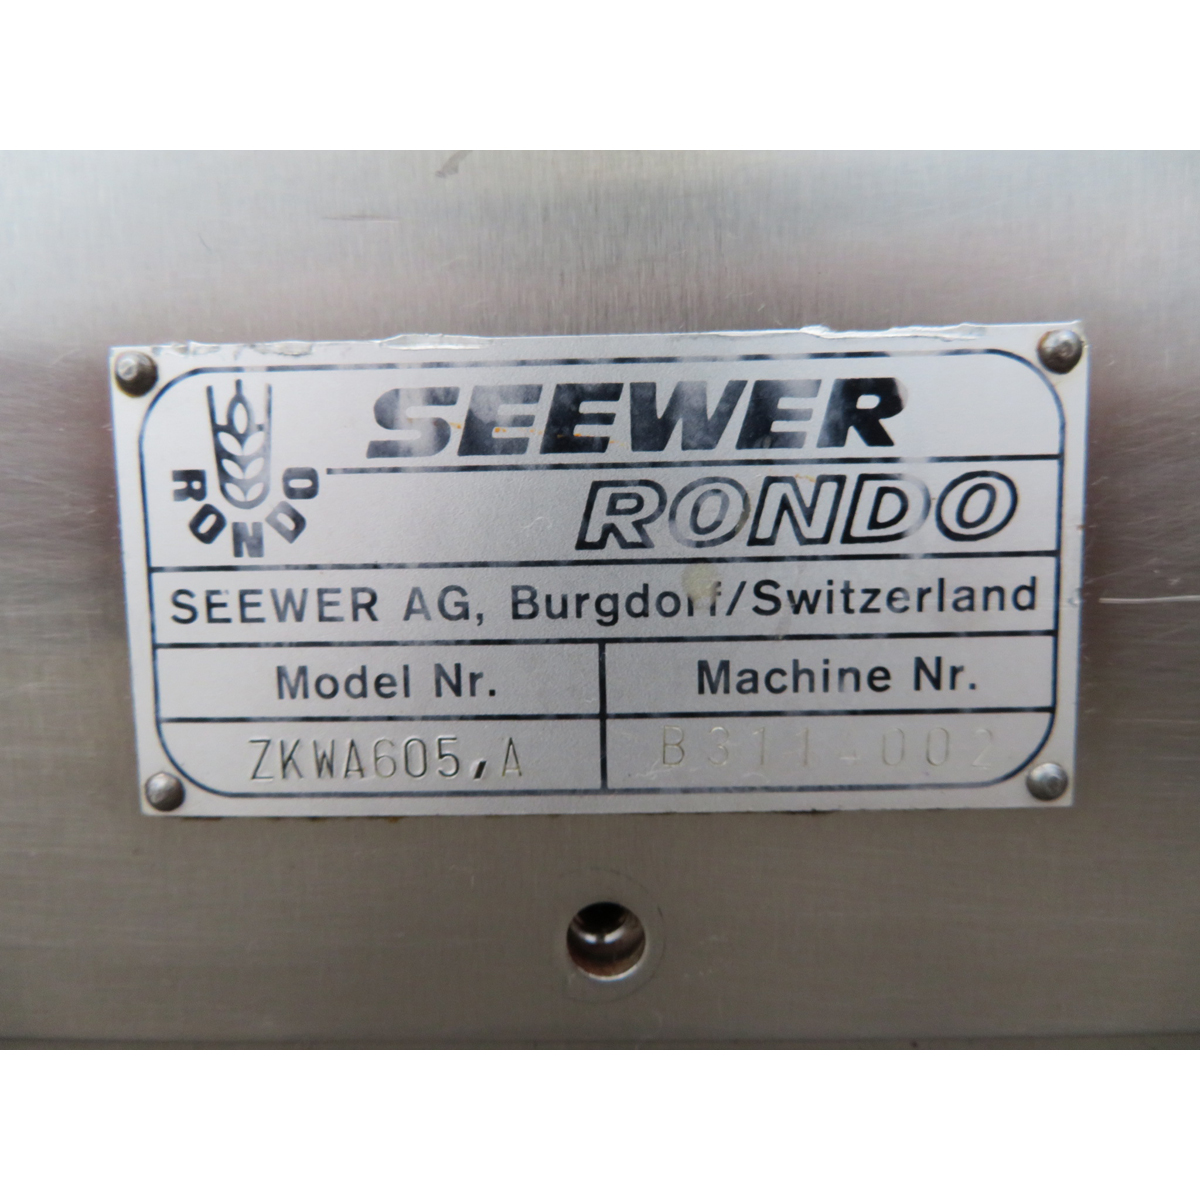 SEEWER
RONDO
RONDO
SEEWER AG, Burgdorf/Switzerland
Model Nr.
Machine Nr.
ZKWA605,A
B311-002